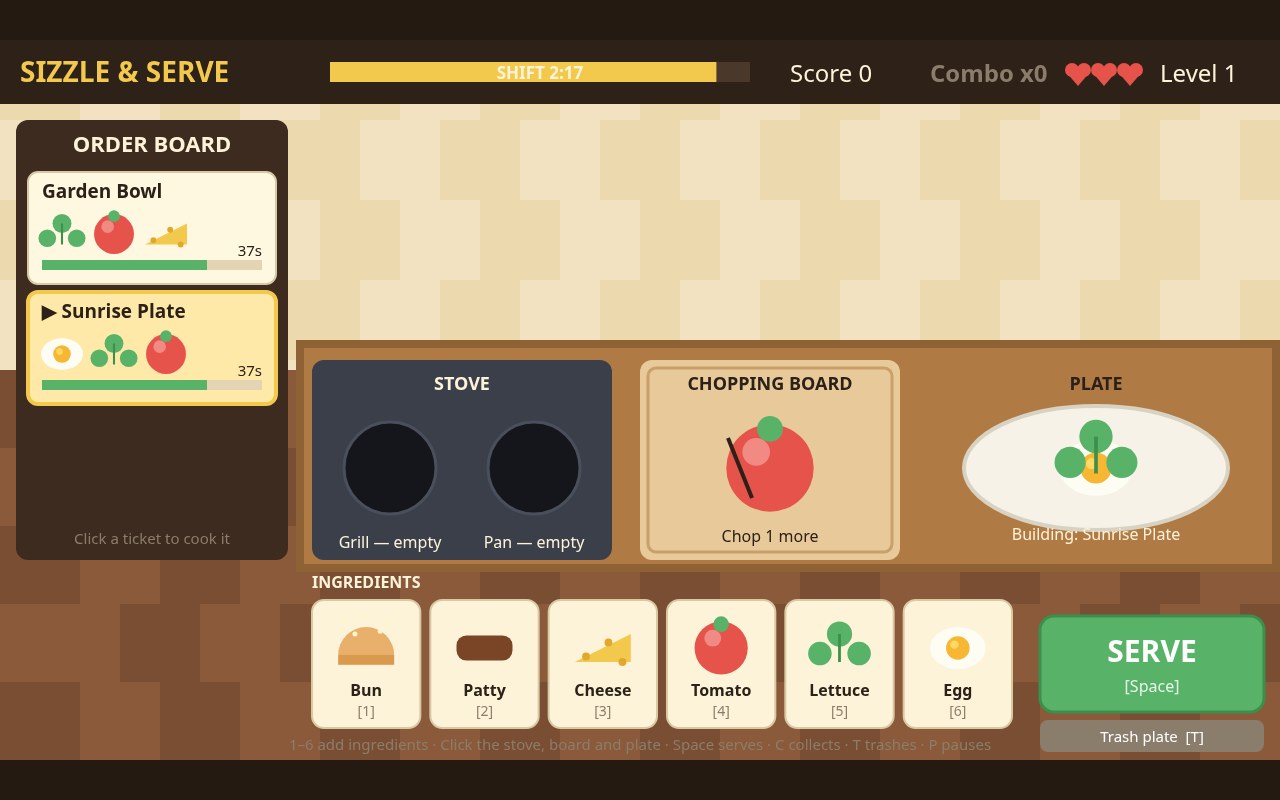 SIZZLE & SERVE
SHIFT 2:17
Score 0
Combo x0
Level 1
ORDER BOARD
Garden Bowl
37s
▶ Sunrise Plate
37s
Click a ticket to cook it
STOVE
Grill — empty
Pan — empty
CHOPPING BOARD
Chop 1 more
PLATE
Building: Sunrise Plate
INGREDIENTS
Bun
[1]
Patty
[2]
Cheese
[3]
Tomato
[4]
Lettuce
[5]
Egg
[6]
SERVE
[Space]
Trash plate [T]
1–6 add ingredients · Click the stove, board and plate · Space serves · C collects · T trashes · P pauses